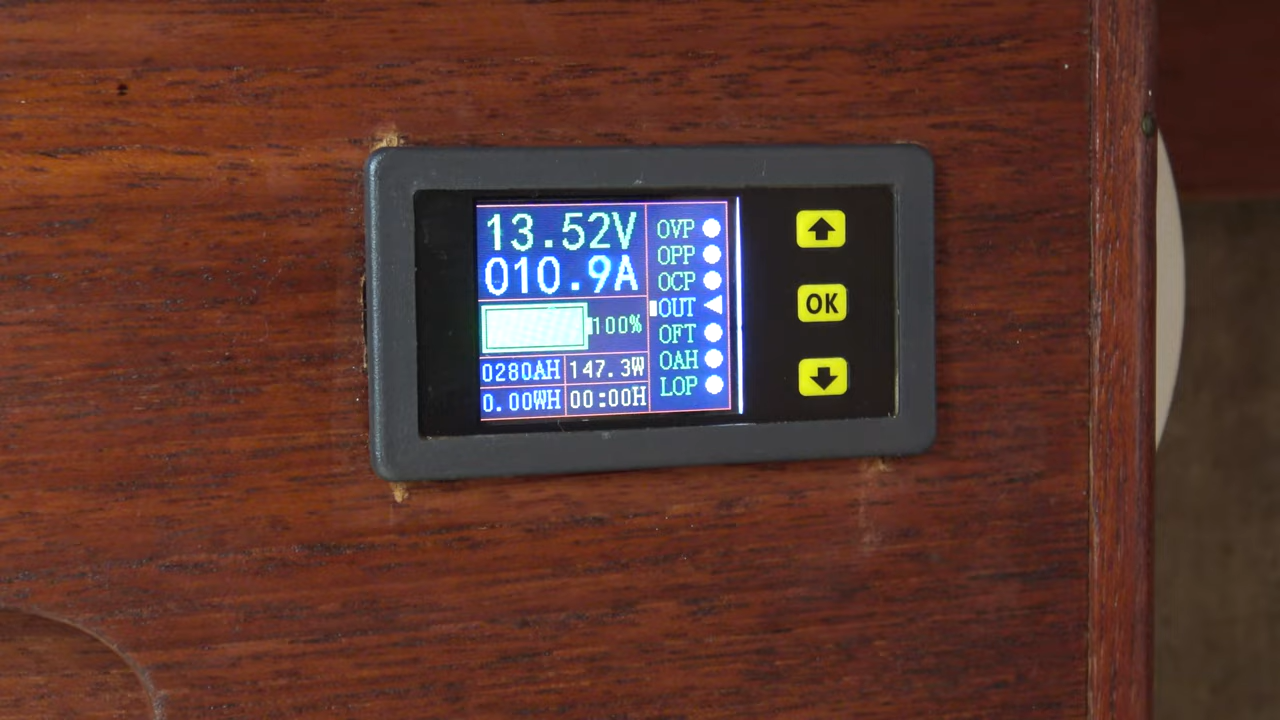 13.52V
010.9A
100%
0280AH 147.3W
0.00WH 00:00H
OVP
OPP
OCP
OUT
OFT
OAH
LOP
OK